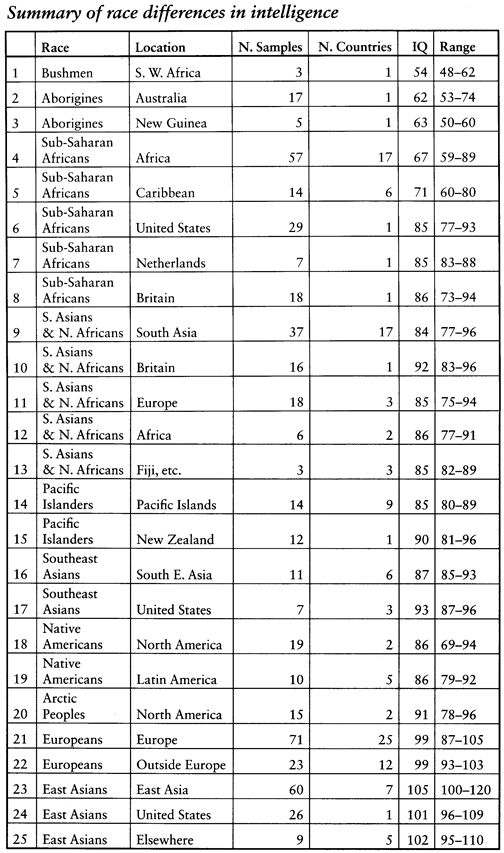 Summary of race differences in intelligence
Race Location N. Samples N. Countries IQ Range
1 Bushmen S. W. Africa 3 1 54 48–62
2 Aborigines Australia 17 1 62 53–74
3 Aborigines New Guinea 5 1 63 50–60
Sub-Saharan
4 Africans Africa 57 17 67 59–89
Sub-Saharan
5 Africans Caribbean 14 6 71 60–80
Sub-Saharan
6 Africans United States 29 1 85 77–93
Sub-Saharan
7 Africans Netherlands 7 1 85 83–88
Sub-Saharan
8 Africans Britain 18 1 86 73–94
S. Asians
9 & N. Africans South Asia 37 17 84 77–96
S. Asians
10 & N. Africans Britain 16 1 92 83–96
S. Asians
11 & N. Africans Europe 18 3 85 75–94
S. Asians
12 & N. Africans Africa 6 2 86 77–91
S. Asians
13 & N. Africans Fiji, etc. 3 3 85 82–89
Pacific
14 Islanders Pacific Islands 14 9 85 80–89
Pacific
15 Islanders New Zealand 12 1 90 81–96
Southeast
16 Asians South E. Asia 11 6 87 85–93
Southeast
17 Asians United States 7 3 93 87–96
Native
18 Americans North America 19 2 86 69–94
Native
19 Americans Latin America 10 5 86 79–92
Arctic
20 Peoples North America 15 2 91 78–96
21 Europeans Europe 71 25 99 87–105
22 Europeans Outside Europe 23 12 99 93–103
23 East Asians East Asia 60 7 105 100–120
24 East Asians United States 26 1 101 96–109
25 East Asians Elsewhere 9 5 102 95–110